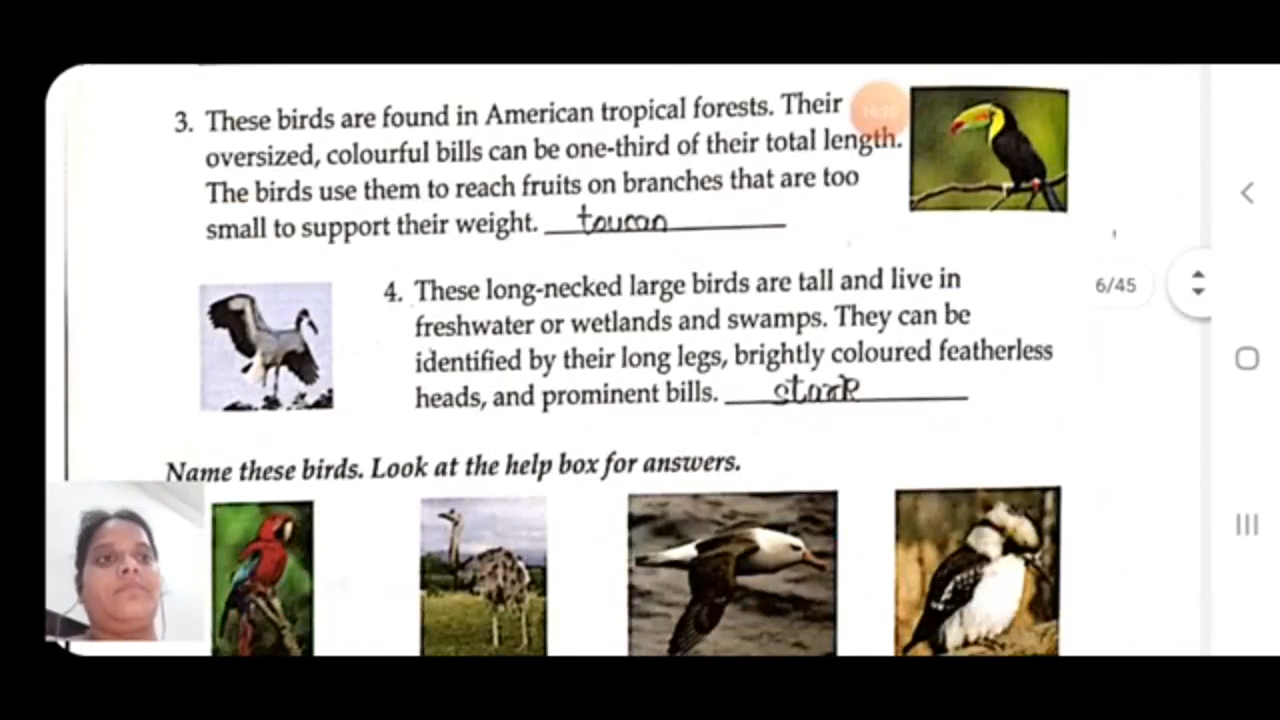 3. These birds are found in American tropical forests. Their
oversized, colourful bills can be one-third of their total length.
The birds use them to reach fruits on branches that are too
small to support their weight. toucan
4. These long-necked large birds are tall and live in
freshwater or wetlands and swamps. They can be
identified by their long legs, brightly coloured featherless
heads, and prominent bills. stork
6/45
Name these birds. Look at the help box for answers.